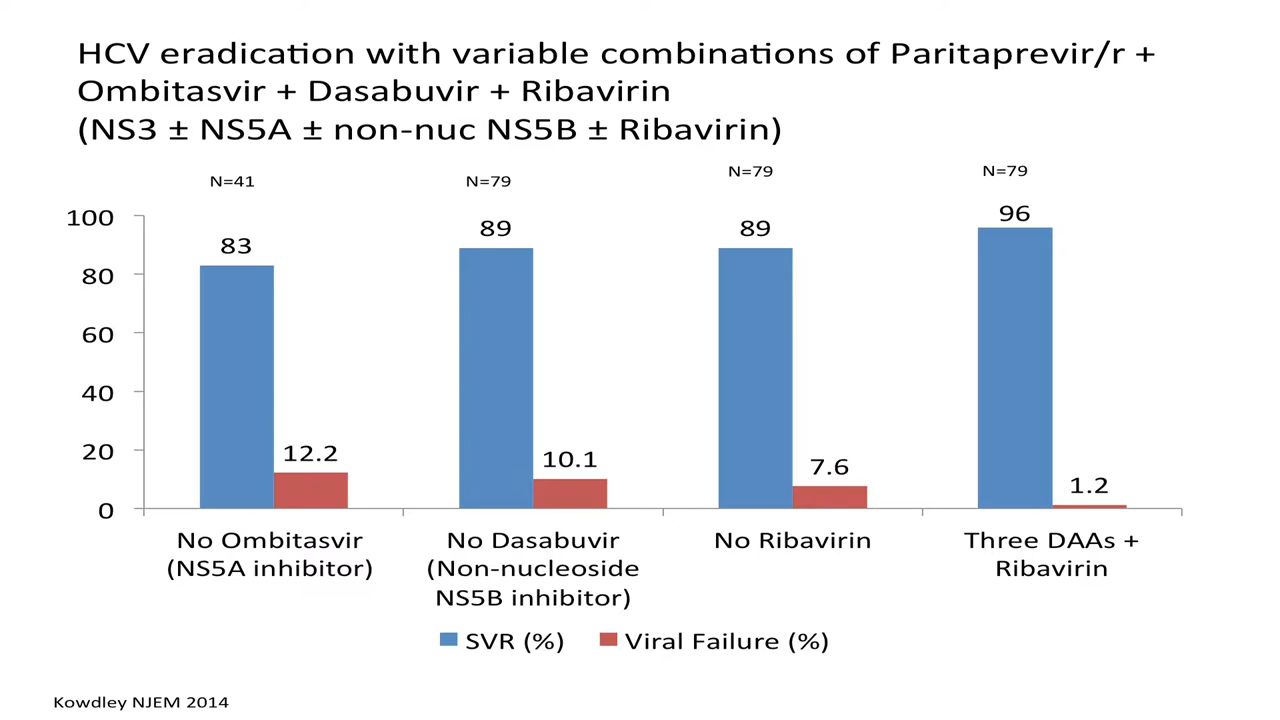 HCV eradication with variable combinations of Paritaprevir/r +
Ombitasvir + Dasabuvir + Ribavirin
(NS3 ± NS5A ± non-nuc NS5B ± Ribavirin)
N=41
N=79
N=79
N=79
100
80
60
40
20
0
83
12.2
89
10.1
89
7.6
96
1.2
No Ombitasvir
(NS5A inhibitor)
No Dasabuvir
(Non-nucleoside
NS5B inhibitor)
No Ribavirin
Three DAAs +
Ribavirin
SVR (%)
Viral Failure (%)
Kowdley NJEM 2014